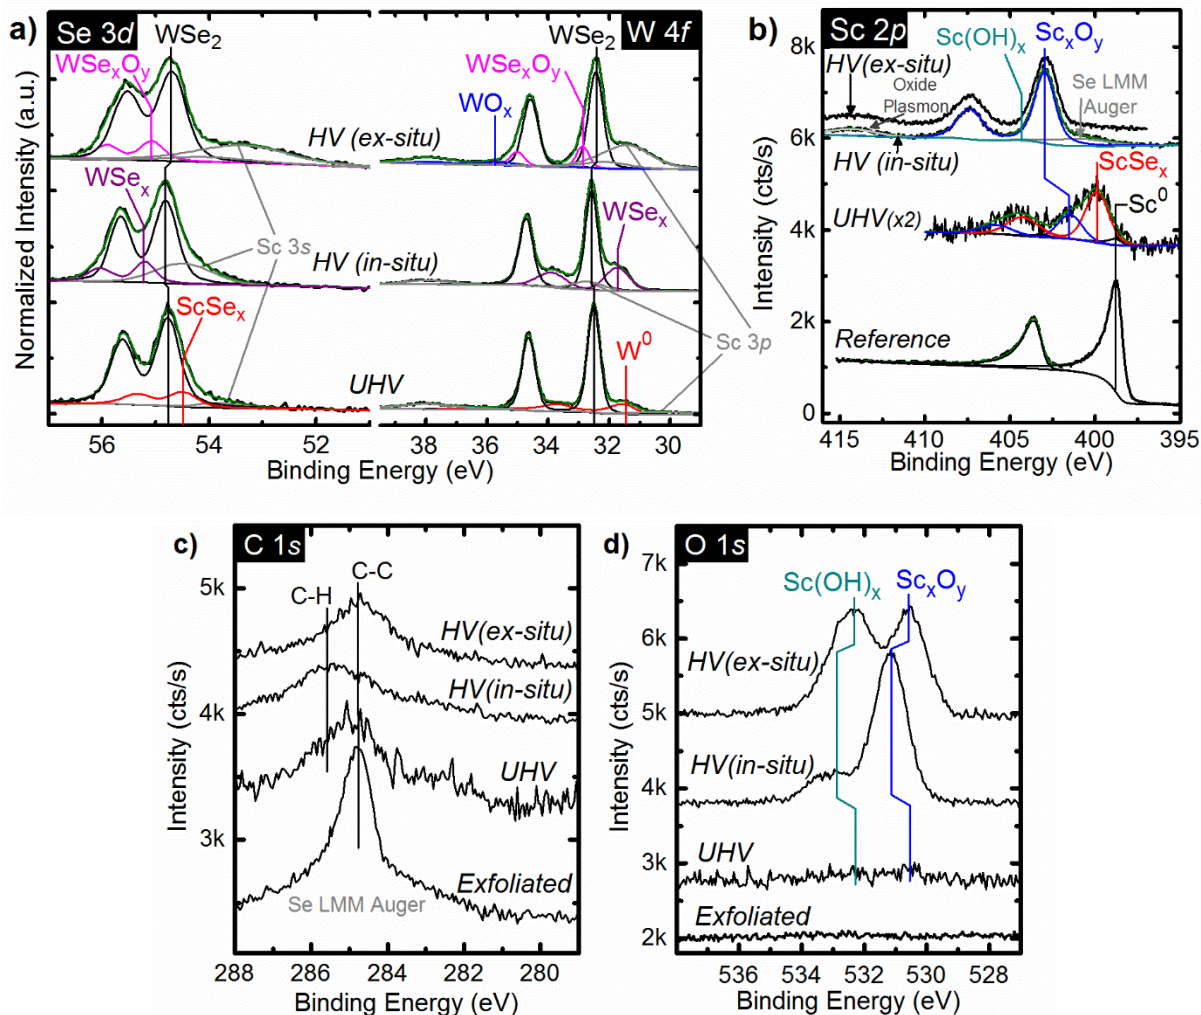 a)
Se 3d
WSe2
WSexOy
HV (ex-situ)
WSex
Sc 3s
HV (in-situ)
ScSex
UHV
Normalized Intensity (a.u.)
56 54 52
WSe2
W 4f
WSexOy
WOx
WSex
Sc 3p
W0
38 36 34 32 30
Binding Energy (eV)
b)
Sc 2p
Sc(OH)x
ScxOy
HV(ex-situ)
Oxide
Plasmon
Se LMM
Auger
HV (in-situ)
ScSex
Sc0
UHV(x2)
Reference
8k
6k
4k
2k
0
Intensity (cts/s)
415 410 405 400 395
Binding Energy (eV)
c)
C 1s
C-C
C-H
HV(ex-situ)
HV(in-situ)
UHV
Exfoliated
Se LMM Auger
5k
4k
3k
Intensity (cts/s)
288 286 284 282 280
Binding Energy (eV)
d)
O 1s
Sc(OH)x
ScxOy
HV(ex-situ)
HV(in-situ)
UHV
Exfoliated
7k
6k
5k
4k
3k
2k
Intensity (cts/s)
536 534 532 530 528
Binding Energy (eV)